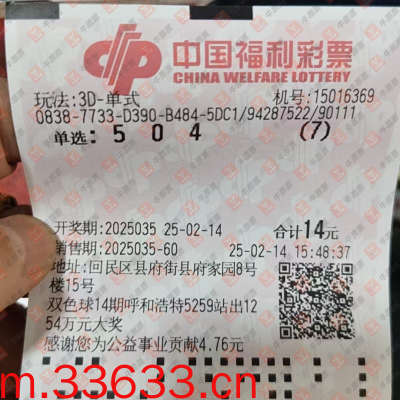 中国福利彩票
CHINA WELFARE LOTTERY
玩法:3D-单式 机号:15016369
0838-7733-D390-B484-5DC1/94287522/90111
单选: 5 0 4 (7)
开奖期:2025035 25-02-14 合计14元
销售期:2025035-60 25-02-14 15:48:37
地址:回民区县府街县府家园8号
楼15号
双色球14期呼和浩特5259站出12
54万元大奖
感谢您为公益事业贡献4.76元
m.33633.cn